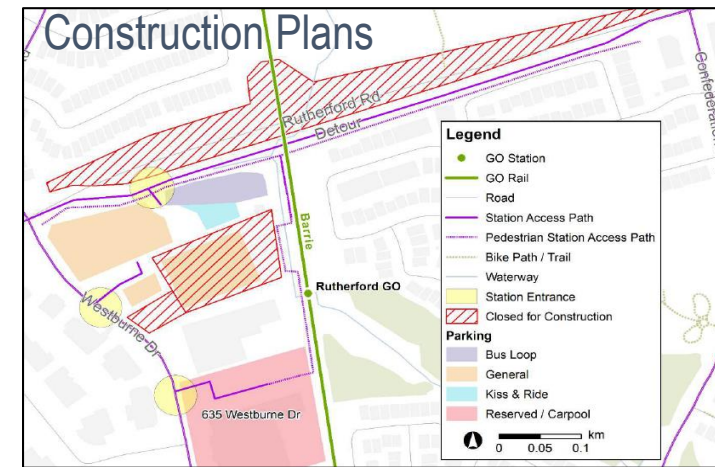 Construction Plans
Rutherford Rd
Detour
Confederation
Barrie
Rutherford GO
Westburne Dr
635 Westburne Dr
Legend
GO Station
GO Rail
Road
Station Access Path
Pedestrian Station Access Path
Bike Path / Trail
Waterway
Station Entrance
Closed for Construction
Parking
Bus Loop
General
Kiss & Ride
Reserved / Carpool
km
0 0.05 0.1